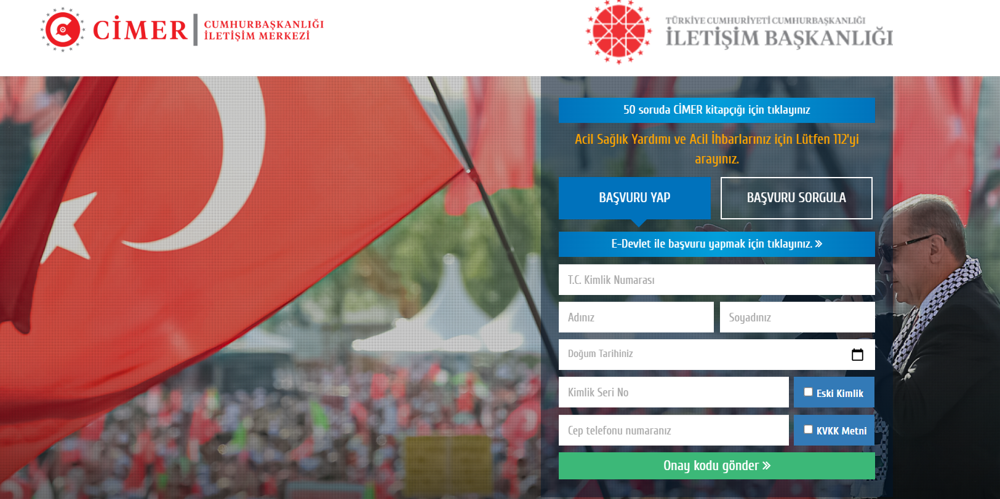 CİMER
CUMHURBAŞKANLIĞI
İLETİŞİM MERKEZİ
TÜRKİYE CUMHURİYETİ CUMHURBAŞKANLIĞI
İLETİŞİM BAŞKANLIĞI
50 soruda CİMER kitapçığı için tıklayınız
Acil Sağlık Yardımı ve Acil İhbarlarınız için Lütfen 112'yi
arayınız.
BAŞVURU YAP
BAŞVURU SORGULA
E-Devlet ile başvuru yapmak için tıklayınız. »
T.C. Kimlik Numarası
Adınız
Soyadınız
Doğum Tarihiniz
Kimlik Seri No
Eski Kimlik
Cep telefonu numaranız
KVKK Metni
Onay kodu gönder »